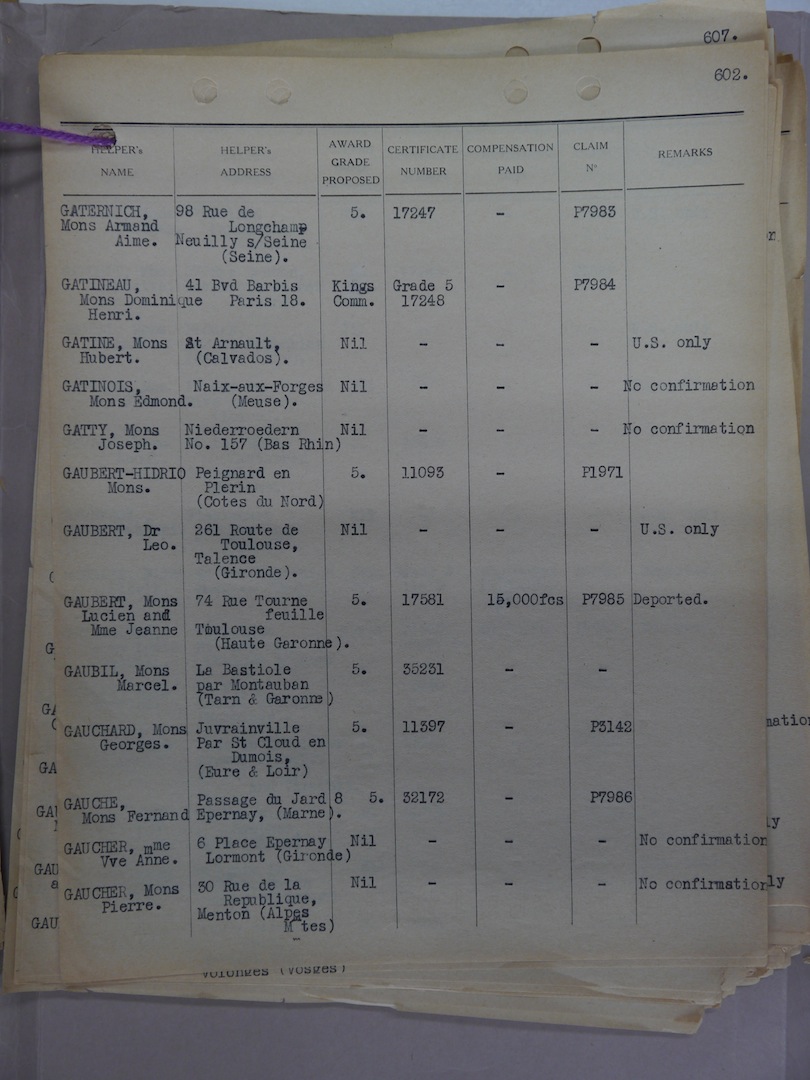 607.
602.
HELPER's NAME HELPER's ADDRESS AWARD GRADE PROPOSED CERTIFICATE NUMBER COMPENSATION PAID CLAIM No REMARKS
GATERNICH, 98 Rue de 5. 17247 - P7983
Mons Armand Longchamp
Aime. Neuilly s/Seine
(Seine).
GATINEAU, 41 Bvd Barbis Kings Grade 5 - P7984
Mons Dominique Paris 18. Comm. 17248
Henri.
GATINE, Mons St Arnault, Nil - - - U.S. only
Hubert. (Calvados).
GATINOIS, Naix-aux-Forges Nil - - - No confirmation
Mons Edmond. (Meuse).
GATTY, Mons Niederroedern Nil - - - No confirmation
Joseph. No. 157 (Bas Rhin)
GAUBERT-HIDRIO Peignard en 5. 11093 - P1971
Mons. Plerin
(Cotes du Nord)
GAUBERT, Dr 261 Route de Nil - - - U.S. only
Leo. Toulouse,
Talence
(Gironde).
GAUBERT, Mons 74 Rue Tourne 5. 17581 15,000fcs P7985 Deported.
Lucien and feuille
Mme Jeanne Toulouse
(Haute Garonne).
GAUBIL, Mons La Bastiole 5. 35231 - -
Marcel. par Montauban
(Tarn & Garonne)
GAUCHARD, Mons Juvrainville 5. 11397 - P3142
Georges. Par St Cloud en
Dumois,
(Eure & Loir)
GAUCHE, Passage du Jard 8 5. 32172 - P7986
Mons Fernand Epernay, (Marne).
GAUCHER, mme 6 Place Epernay Nil - - - No confirmation
Vve Anne. Lormont (Gironde)
GAUCHER, Mons 30 Rue de la Nil - - - No confirmation
Pierre. Republique,
Menton (Alpes
M tes)
(Vosges)